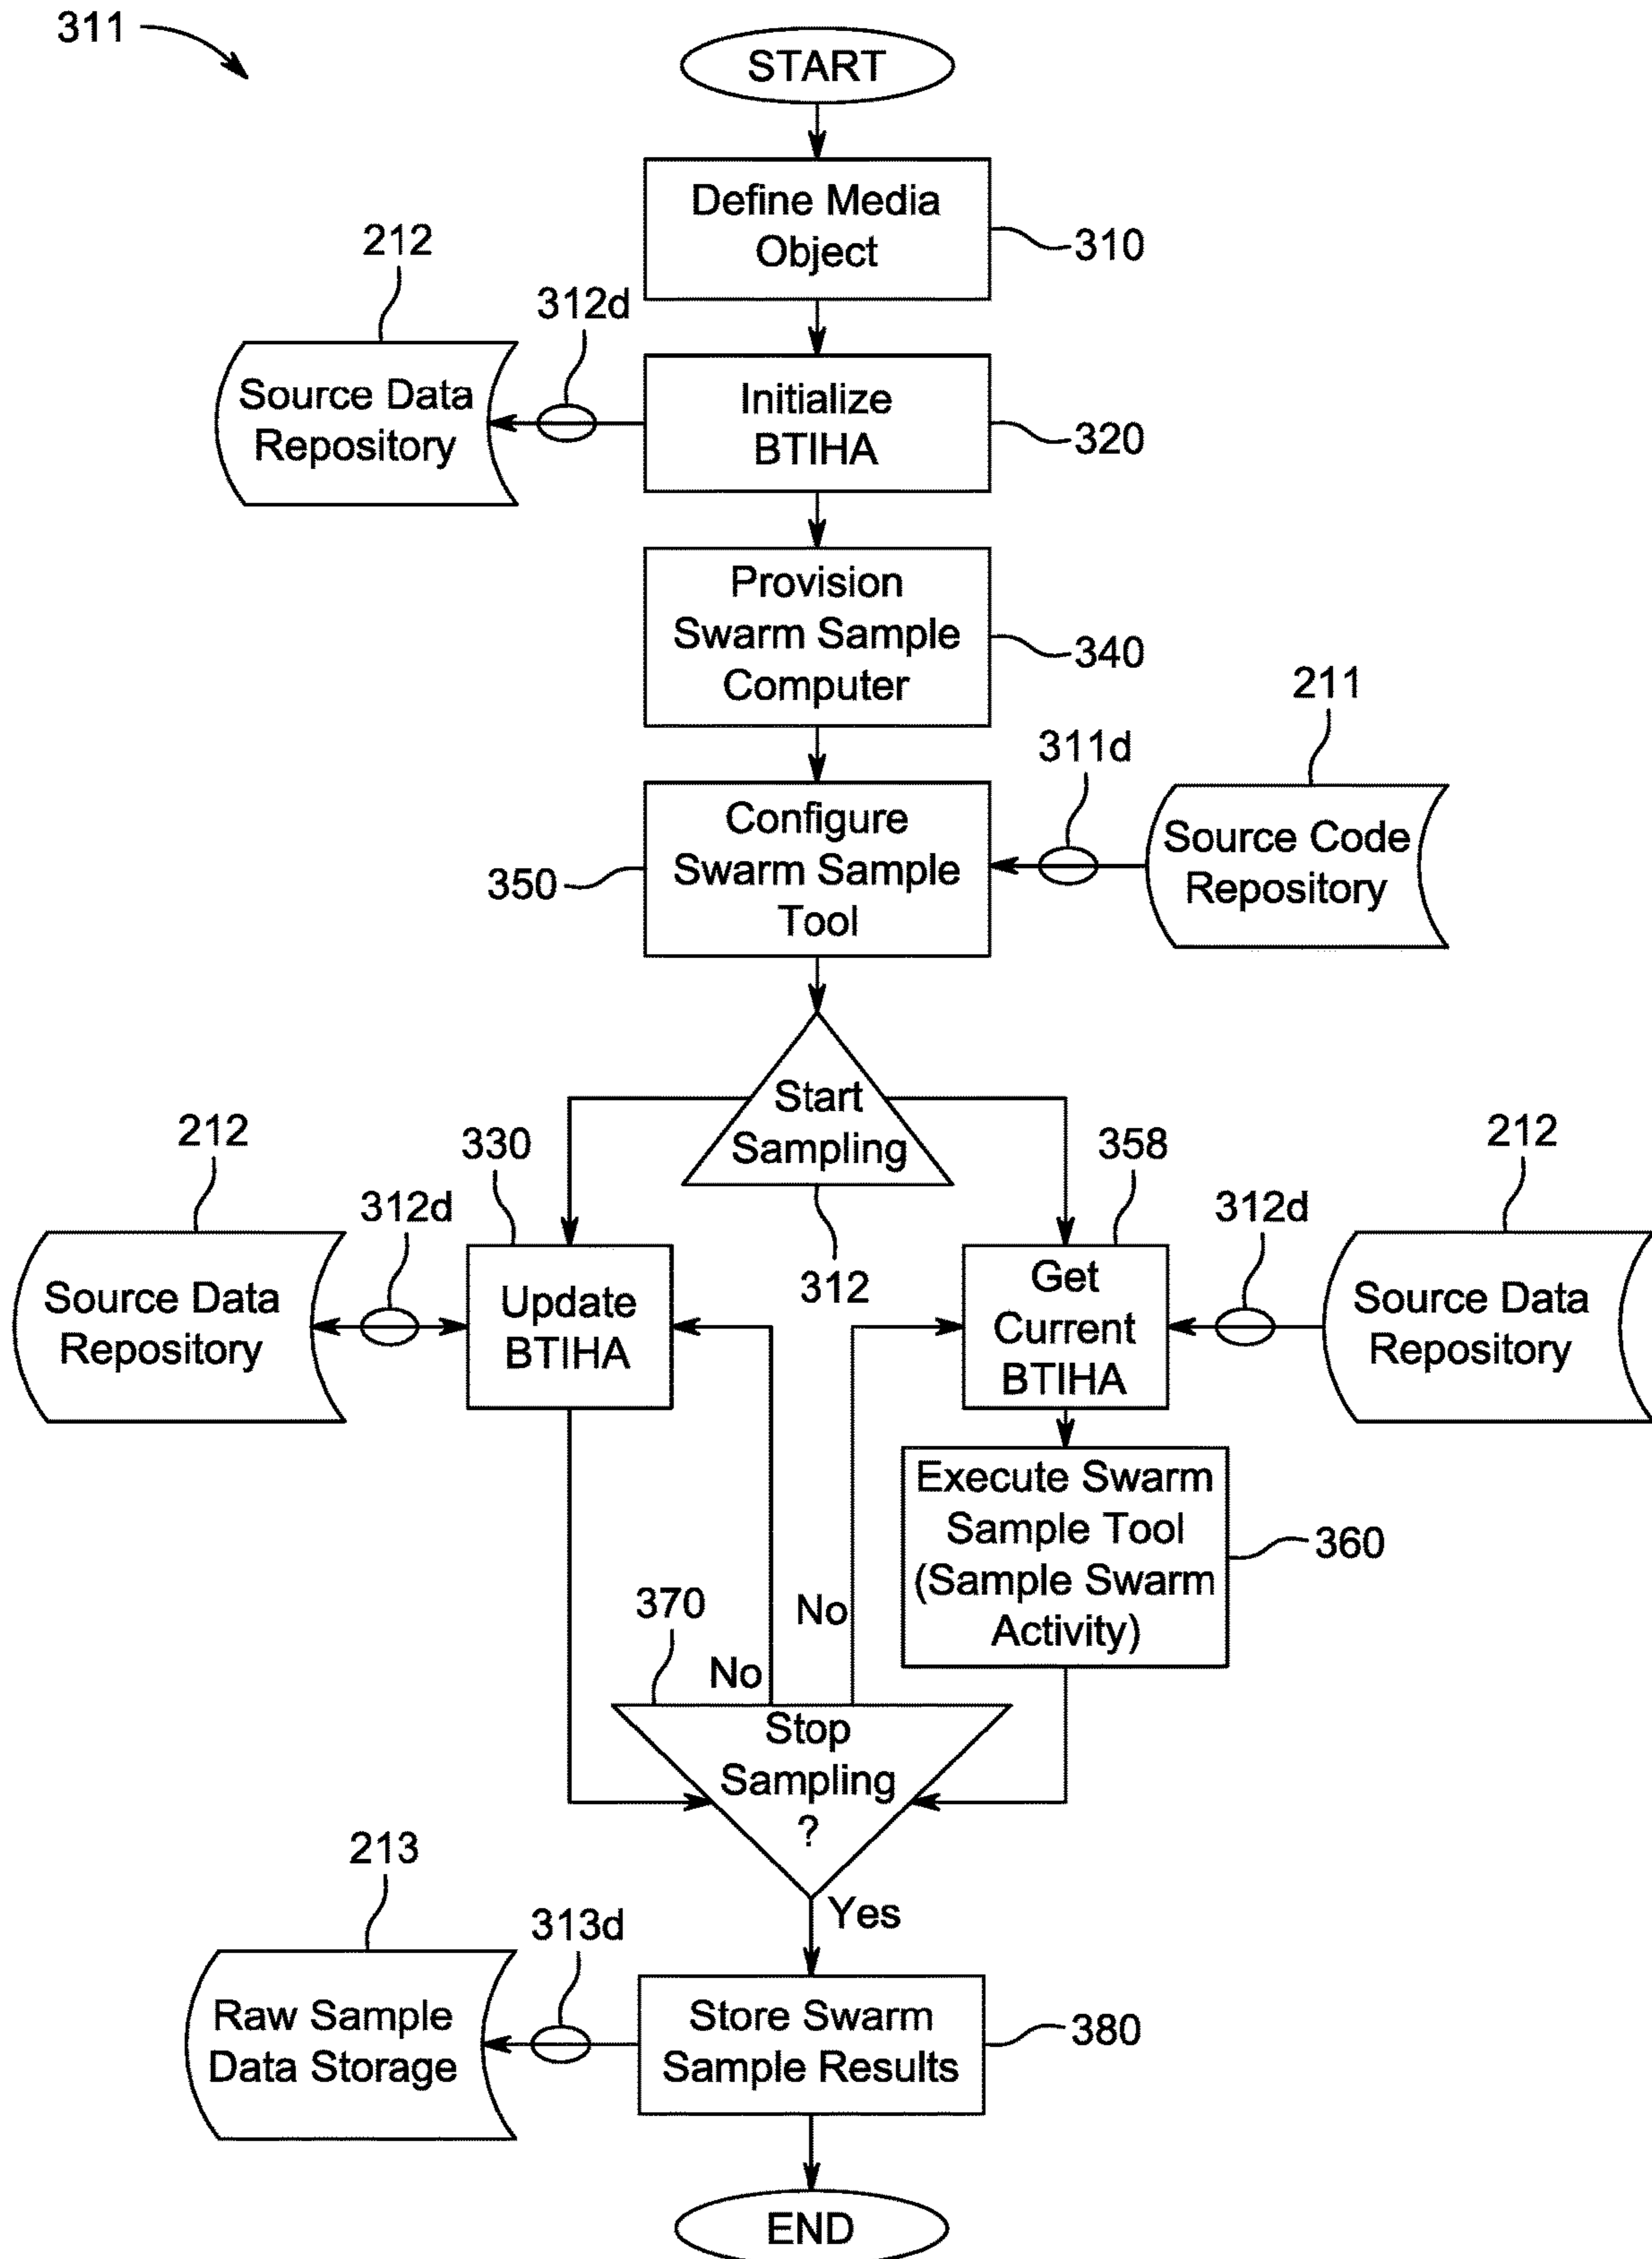 311
START
Define Media
Object
310
212
312d
Source Data
Repository
Initialize
BTIHA
320
Provision
Swarm Sample
Computer
340
211
311d
Configure
Swarm Sample
Tool
350
Source Code
Repository
Start
Sampling
312
212
312d
330
358
312d
212
Source Data
Repository
Update
BTIHA
Get
Current
BTIHA
Source Data
Repository
Execute Swarm
Sample Tool
(Sample Swarm
Activity)
360
370
No
No
Stop
Sampling
?
Yes
213
313d
Raw Sample
Data Storage
Store Swarm
Sample Results
380
END